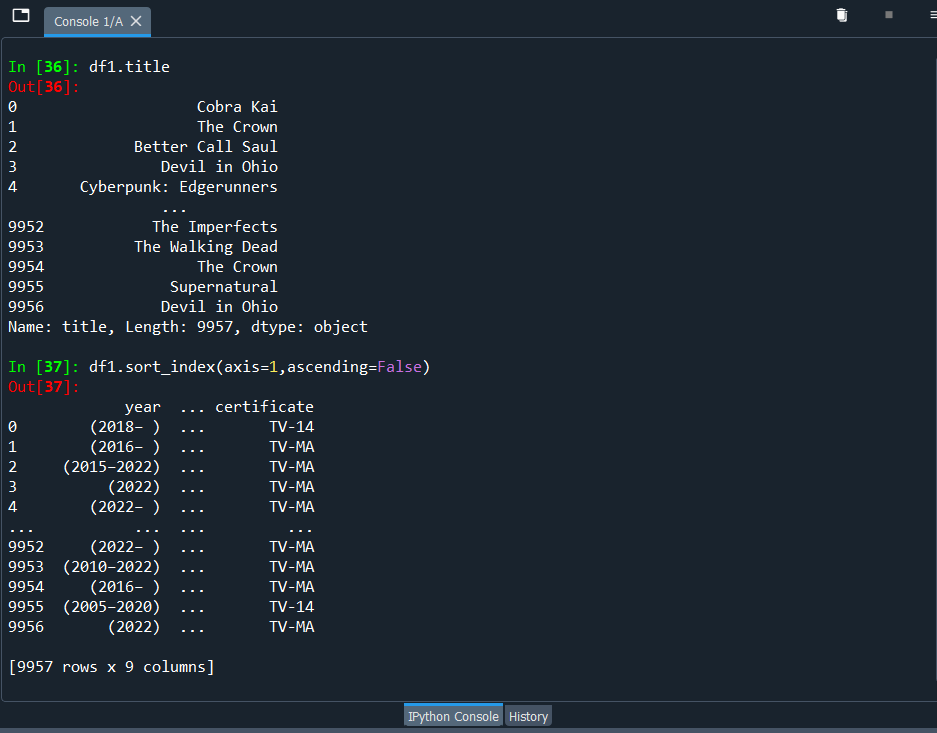 Console 1/A
In [36]: df1.title
Out[36]:
0 Cobra Kai
1 The Crown
2 Better Call Saul
3 Devil in Ohio
4 Cyberpunk: Edgerunners
...
9952 The Imperfects
9953 The Walking Dead
9954 The Crown
9955 Supernatural
9956 Devil in Ohio
Name: title, Length: 9957, dtype: object
In [37]: df1.sort_index(axis=1,ascending=False)
Out[37]:
year ... certificate
0 (2018– ) ... TV-14
1 (2016– ) ... TV-MA
2 (2015–2022) ... TV-MA
3 (2022) ... TV-MA
4 (2022– ) ... TV-MA
... ... ... ...
9952 (2022– ) ... TV-MA
9953 (2010–2022) ... TV-MA
9954 (2016– ) ... TV-MA
9955 (2005–2020) ... TV-14
9956 (2022) ... TV-MA
[9957 rows x 9 columns]
IPython Console History